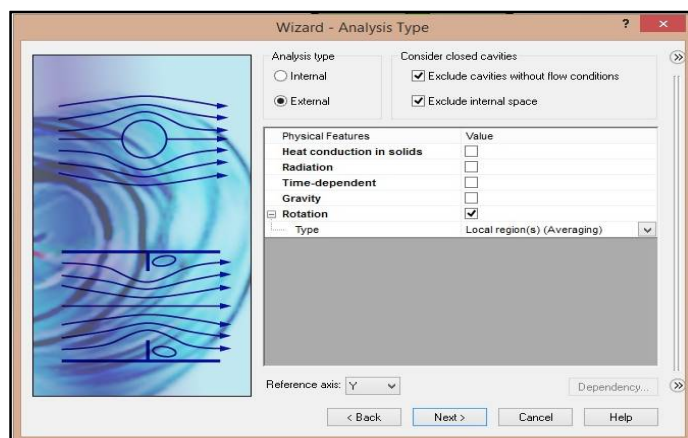 Wizard - Analysis Type ? ×
Analysis type Consider closed cavities
Internal Exclude cavities without flow conditions
External Exclude internal space
Physical Features Value
Heat conduction in solids
Radiation
Time-dependent
Gravity
Rotation
Type Local region(s) (Averaging)
Reference axis: Y Dependency...
< Back Next > Cancel Help